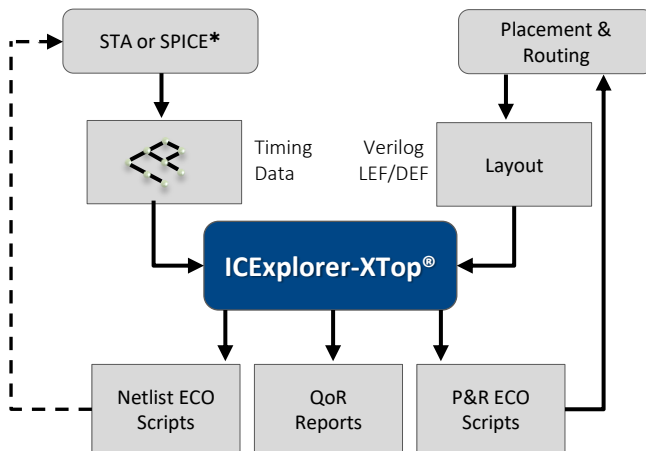 STA or SPICE*
Placement &
Routing
Timing
Data
Verilog
LEF/DEF
Layout
ICExplorer-XTop®
Netlist ECO
Scripts
QoR
Reports
P&R ECO
Scripts